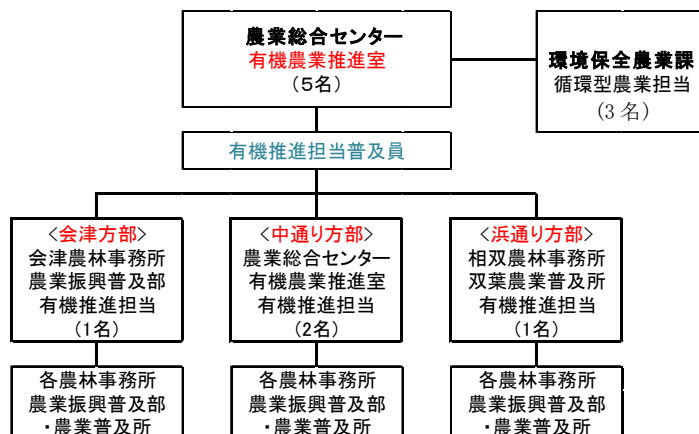 農業総合センター
有機農業推進室
（5名）
環境保全農業課
循環型農業担当
（3 名）
有機推進担当普及員
＜会津方部＞
会津農林事務所
農業振興普及部
有機推進担当
（1名）
＜中通り方部＞
農業総合センター
有機農業推進室
有機推進担当
（2名）
＜浜通り方部＞
相双農林事務所
双葉農業普及所
有機推進担当
（1名）
各農林事務所
農業振興普及部
・農業普及所
各農林事務所
農業振興普及部
・農業普及所
各農林事務所
農業振興普及部
・農業普及所